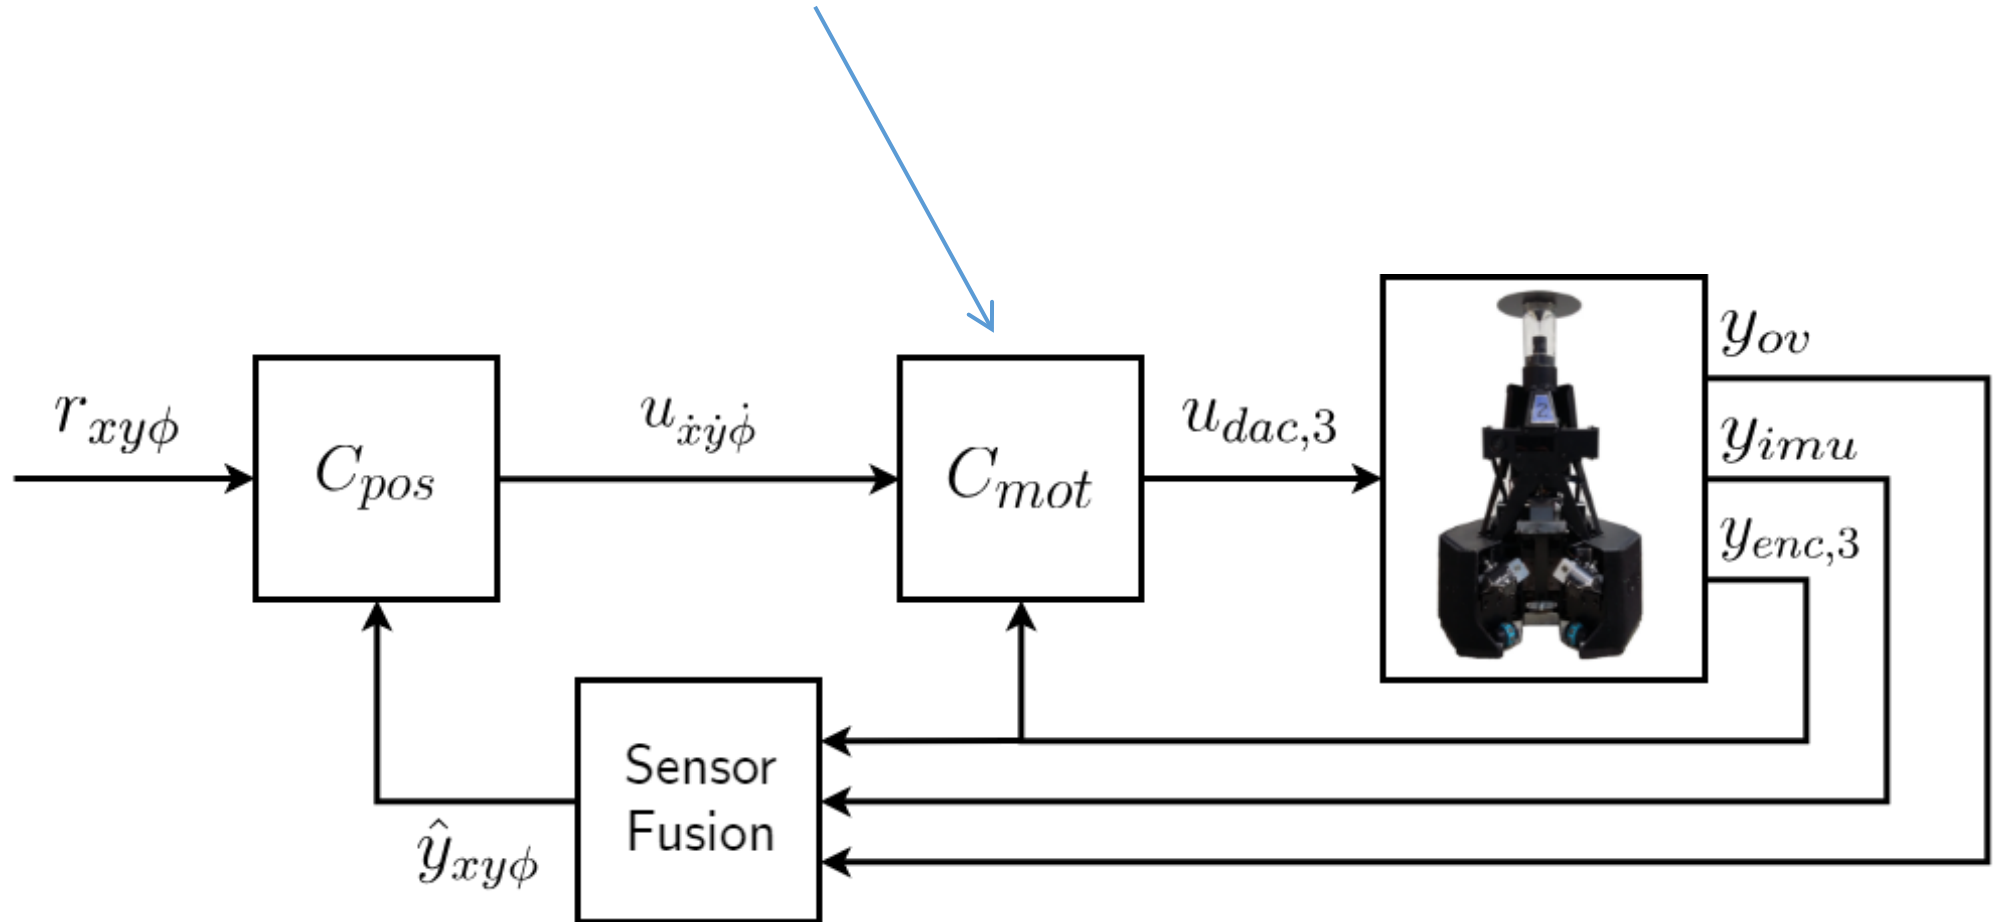 r_{xyϕ}
C_{pos}
u_{ẋẏϕ̇}
C_{mot}
u_{dac,3}
2
y_{ov}
y_{imu}
y_{enc,3}
Sensor
Fusion
ŷ_{xyϕ}